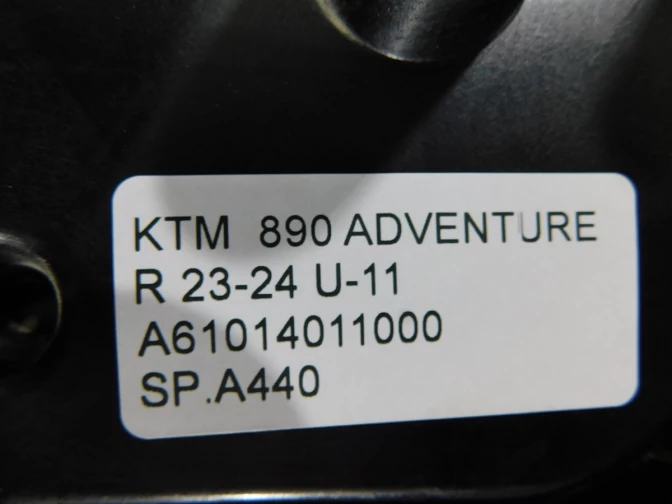 KTM 890 ADVENTURE
R 23-24 U-11
A61014011000
SP.A440